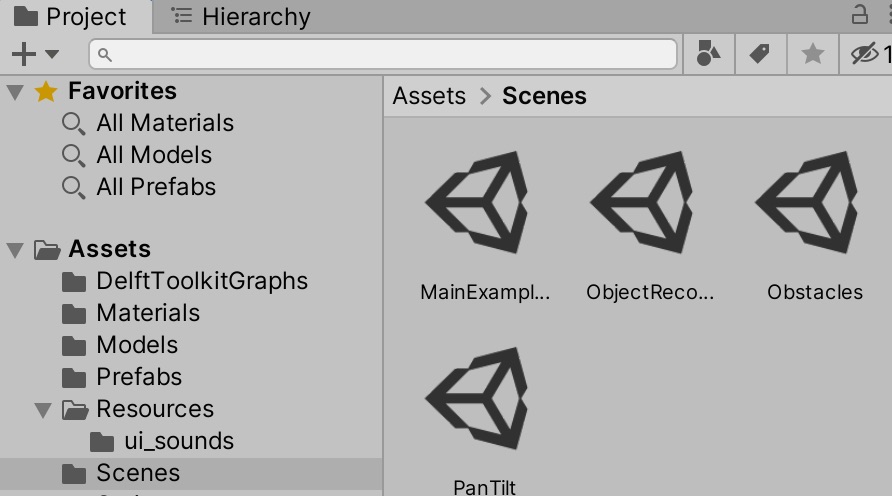 Project
Hierarchy
1
Favorites
All Materials
All Models
All Prefabs
Assets
DelftToolkitGraphs
Materials
Models
Prefabs
Resources
ui_sounds
Scenes
Assets > Scenes
MainExampl...
ObjectReco...
Obstacles
PanTilt